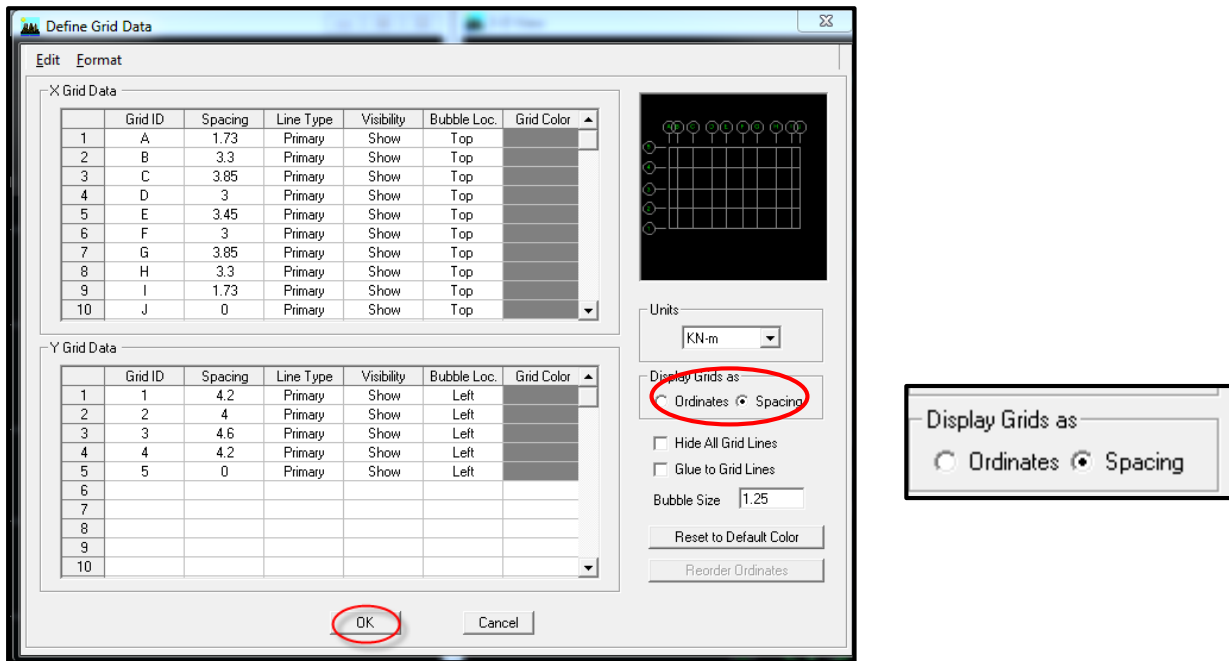 Define Grid Data
Edit Format
X Grid Data
Grid ID Spacing Line Type Visibility Bubble Loc. Grid Color
1 A 1.73 Primary Show Top
2 B 3.3 Primary Show Top
3 C 3.85 Primary Show Top
4 D 3 Primary Show Top
5 E 3.45 Primary Show Top
6 F 3 Primary Show Top
7 G 3.85 Primary Show Top
8 H 3.3 Primary Show Top
9 I 1.73 Primary Show Top
10 J 0 Primary Show Top
Y Grid Data
Grid ID Spacing Line Type Visibility Bubble Loc. Grid Color
1 1 4.2 Primary Show Left
2 2 4 Primary Show Left
3 3 4.6 Primary Show Left
4 4 4.2 Primary Show Left
5 5 0 Primary Show Left
6
7
8
9
10
Units
KN-m
Display Grids as
Ordinates Spacing
Hide All Grid Lines
Glue to Grid Lines
Bubble Size 1.25
Reset to Default Color
Reorder Ordinates
OK Cancel
Display Grids as
Ordinates Spacing